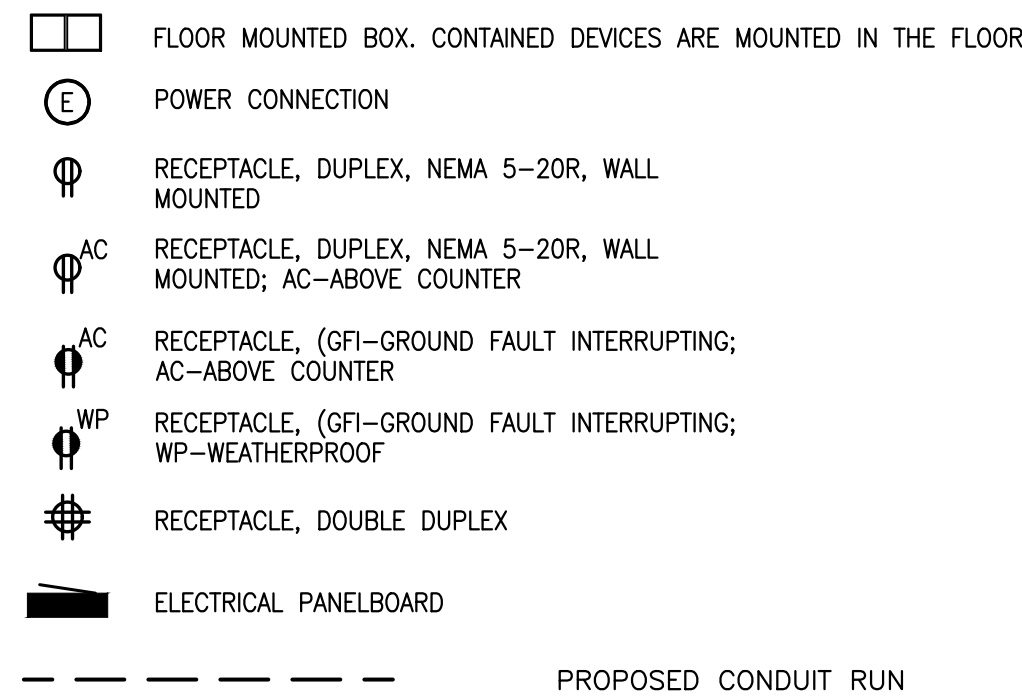 FLOOR MOUNTED BOX. CONTAINED DEVICES ARE MOUNTED IN THE FLOOR
E
POWER CONNECTION
RECEPTACLE, DUPLEX, NEMA 5-20R, WALL
MOUNTED
AC
RECEPTACLE, DUPLEX, NEMA 5-20R, WALL
MOUNTED; AC-ABOVE COUNTER
AC
RECEPTACLE, (GFI-GROUND FAULT INTERRUPTING;
AC-ABOVE COUNTER
WP
RECEPTACLE, (GFI-GROUND FAULT INTERRUPTING;
WP-WEATHERPROOF
RECEPTACLE, DOUBLE DUPLEX
ELECTRICAL PANELBOARD
PROPOSED CONDUIT RUN